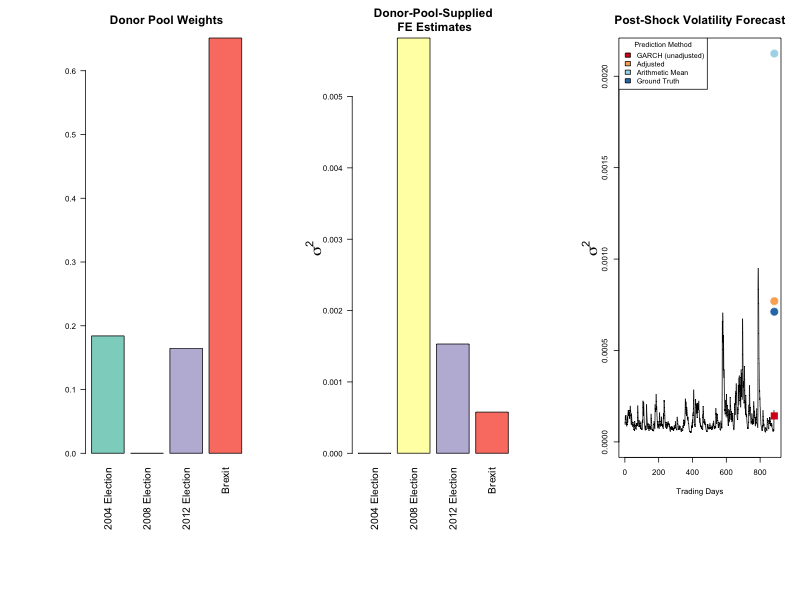 Donor Pool Weights
0.6
0.5
0.4
0.3
0.2
0.1
0.0
2004 Election
2008 Election
2012 Election
Brexit
Donor-Pool-Supplied
FE Estimates
σ²
0.005
0.004
0.003
0.002
0.001
0.000
2004 Election
2008 Election
2012 Election
Brexit
Post-Shock Volatility Forecast
Prediction Method
GARCH (unadjusted)
Adjusted
Arithmetic Mean
Ground Truth
σ²
0.0020
0.0015
0.0010
0.0005
0.0000
0 200 400 600 800
Trading Days